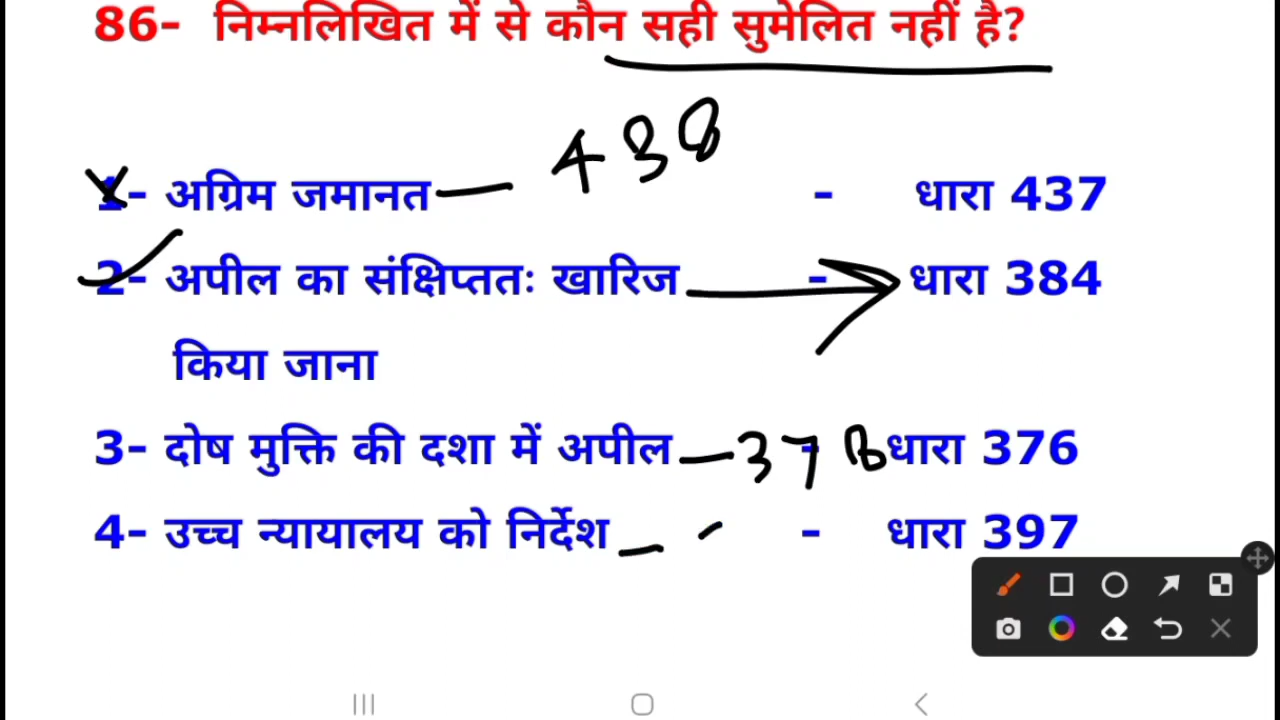 86- निम्नलिखित में से कौन सही सुमेलित नहीं है?
438
1- अग्रिम जमानत - धारा 437
2- अपील का संक्षिप्ततः खारिज - धारा 384
किया जाना
3- दोष मुक्ति की दशा में अपील - 378 धारा 376
4- उच्च न्यायालय को निर्देश - धारा 397